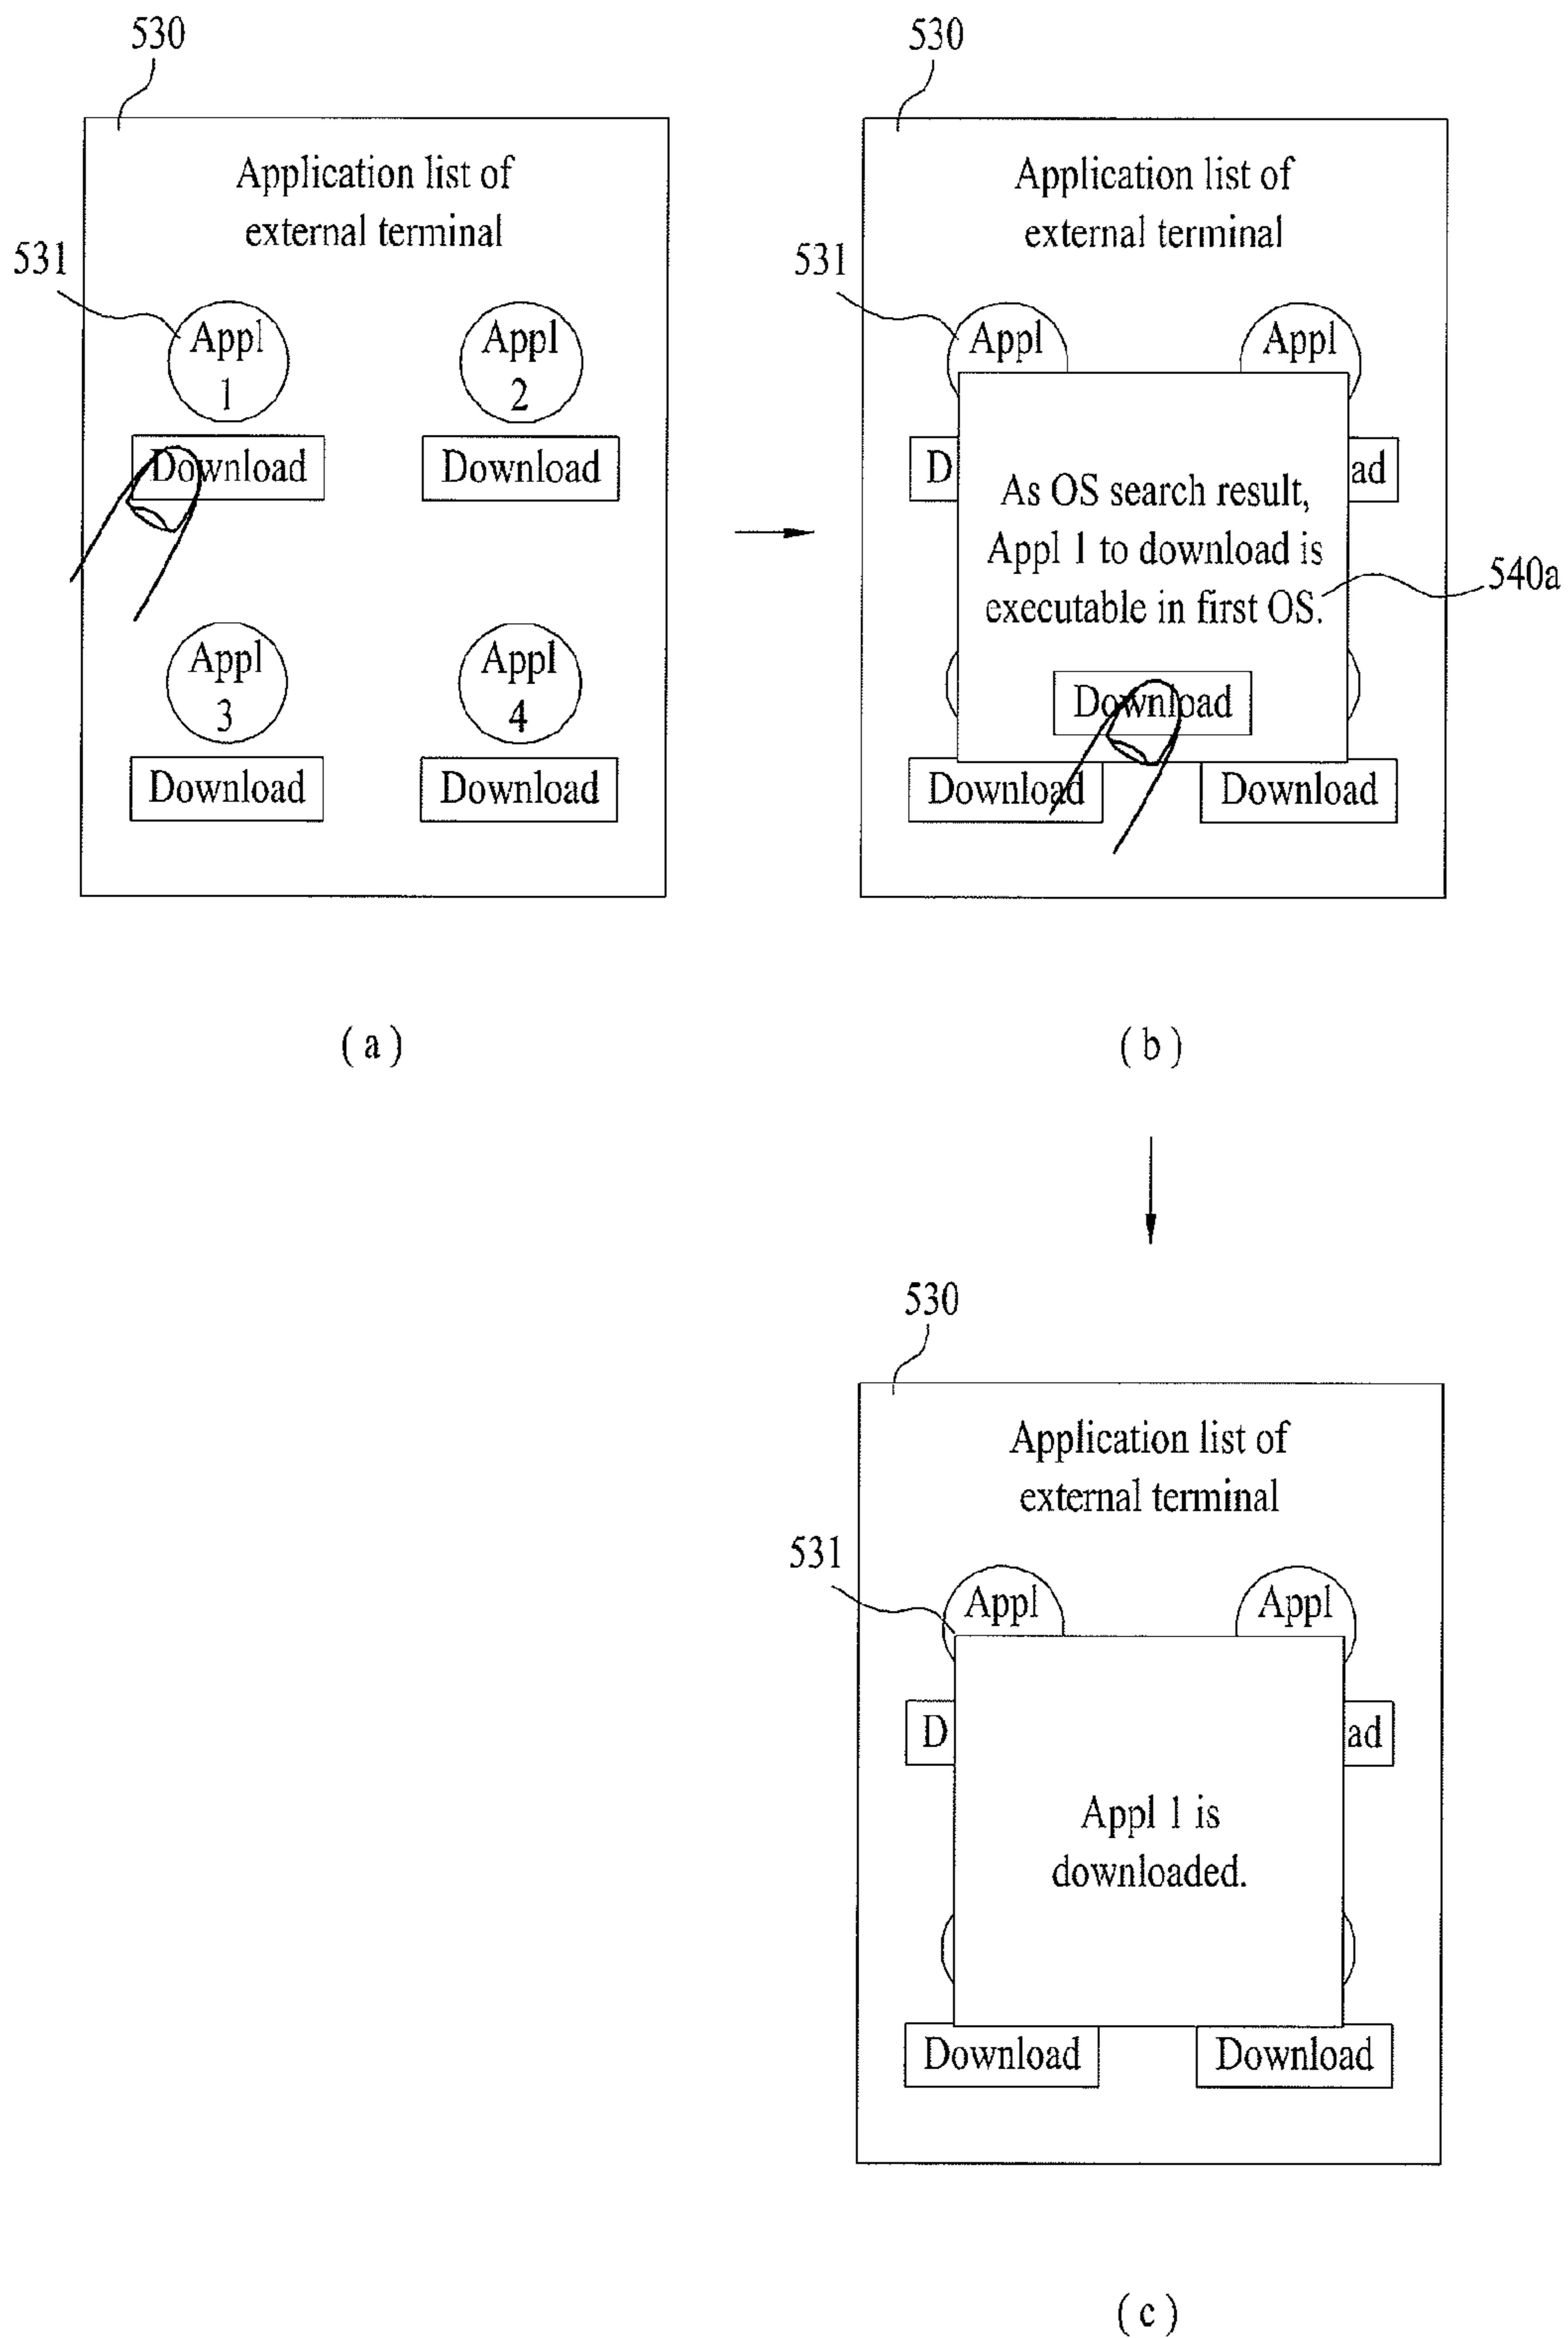 530
Application list of
external terminal
531
Appl
1
Appl
2
Download
Download
Appl
3
Appl
4
Download
Download
( a )
530
Application list of
external terminal
531
Appl
Appl
D
ad
As OS search result,
Appl 1 to download is
executable in first OS.
540a
Download
Download
Download
( b )
530
Application list of
external terminal
531
Appl
Appl
D
ad
Appl 1 is
downloaded.
Download
Download
( c )